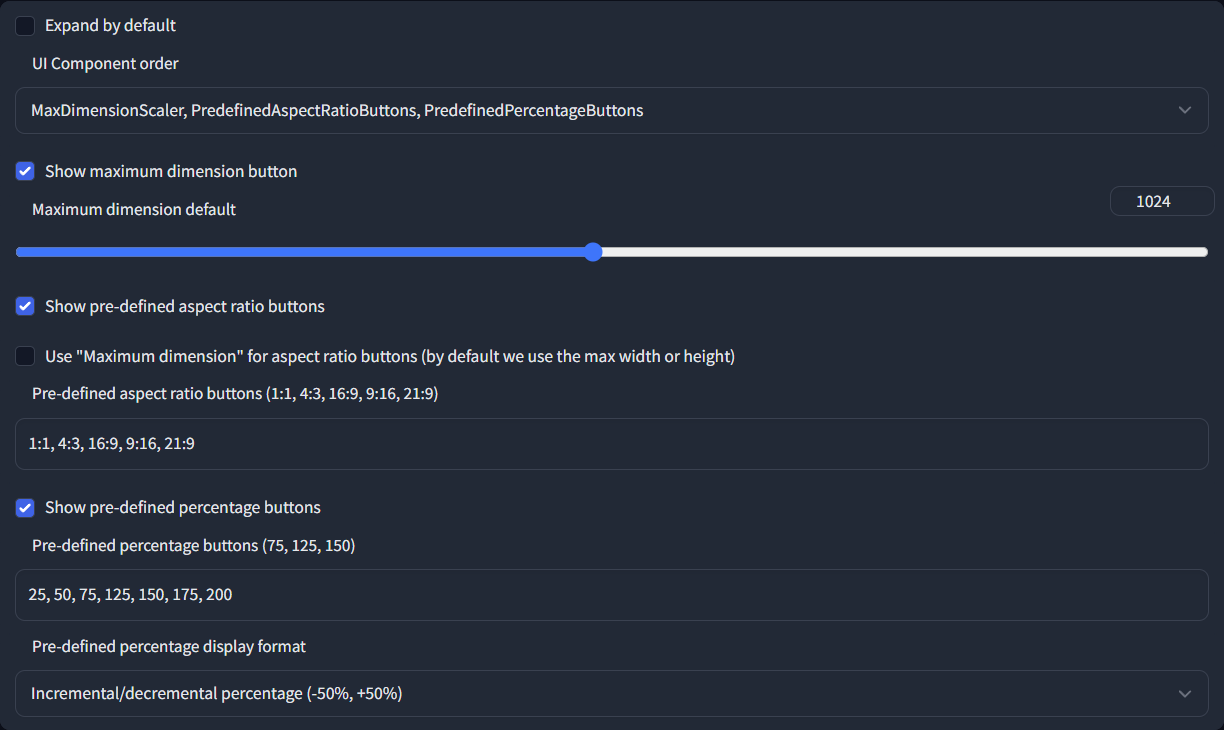 Expand by default
UI Component order
MaxDimensionScaler, PredefinedAspectRatioButtons, PredefinedPercentageButtons
Show maximum dimension button
Maximum dimension default
1024
Show pre-defined aspect ratio buttons
Use "Maximum dimension" for aspect ratio buttons (by default we use the max width or height)
Pre-defined aspect ratio buttons (1:1, 4:3, 16:9, 9:16, 21:9)
1:1, 4:3, 16:9, 9:16, 21:9
Show pre-defined percentage buttons
Pre-defined percentage buttons (75, 125, 150)
25, 50, 75, 125, 150, 175, 200
Pre-defined percentage display format
Incremental/decremental percentage (-50%, +50%)